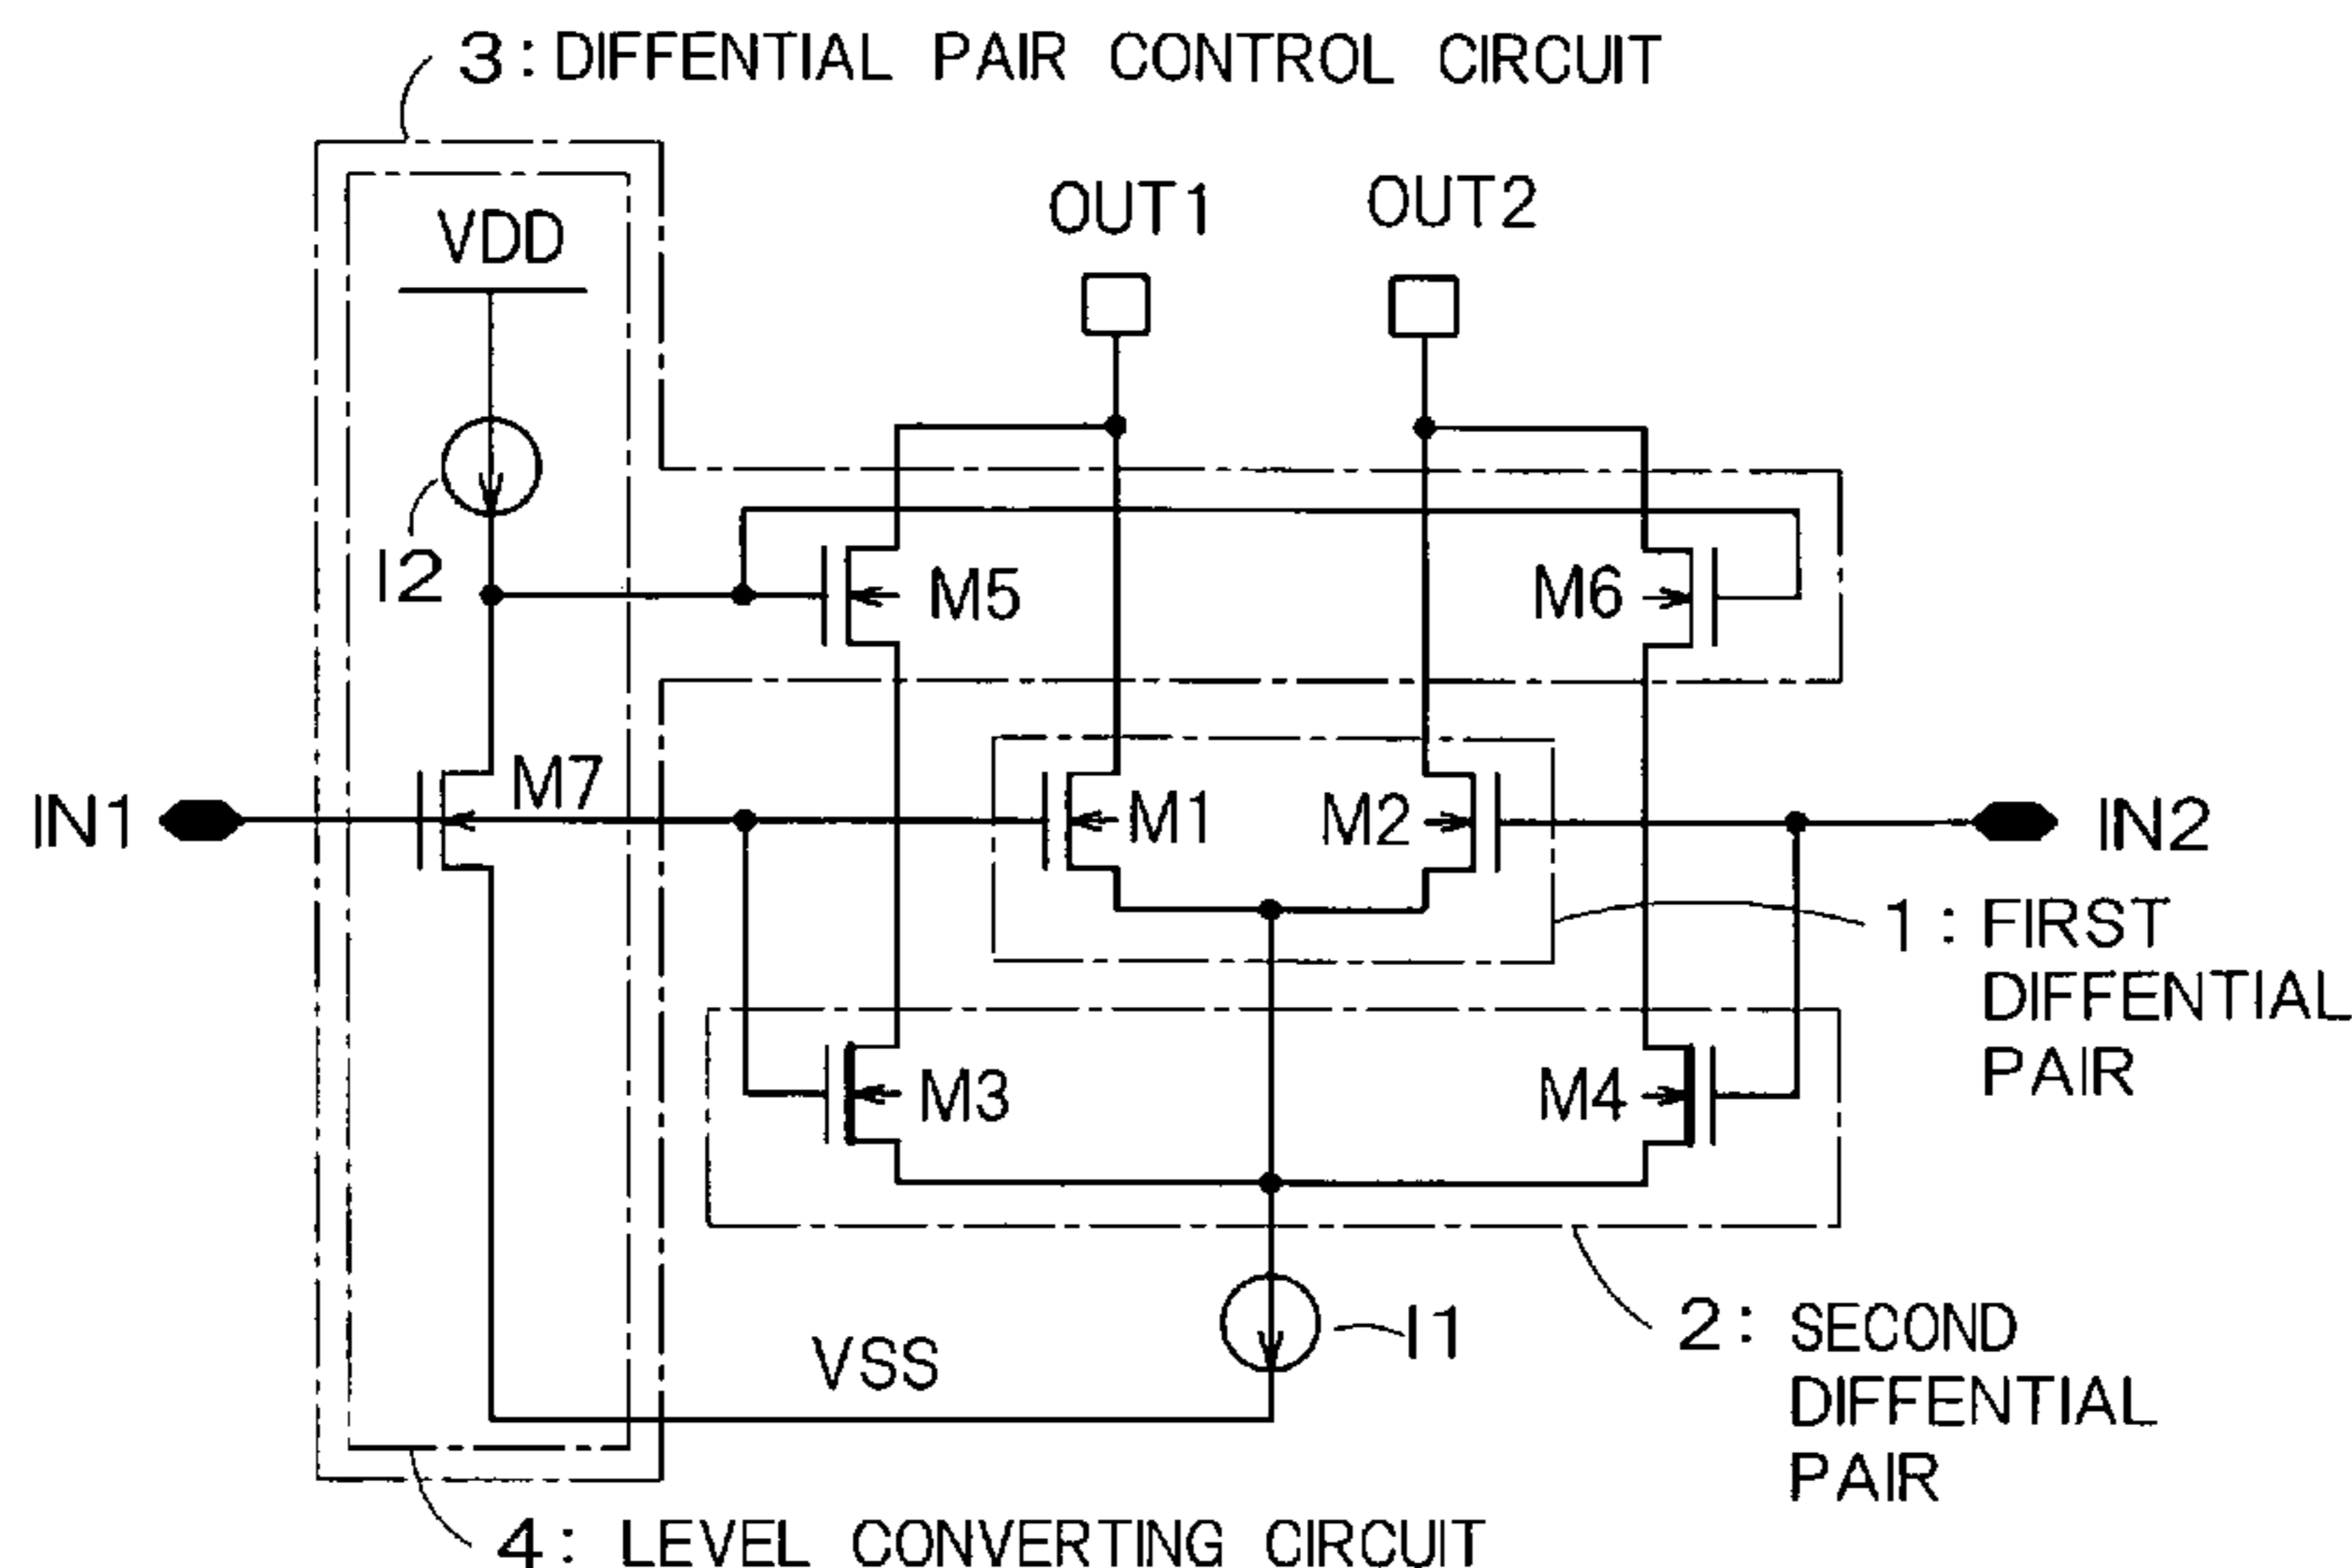 3: DIFFENTIAL PAIR CONTROL CIRCUIT
OUT1
OUT2
VDD
I2
M5
M6
M7
IN1
M1
M2
IN2
1: FIRST
DIFFENTIAL
PAIR
M3
M4
I1
VSS
2: SECOND
DIFFENTIAL
PAIR
4: LEVEL CONVERTING CIRCUIT